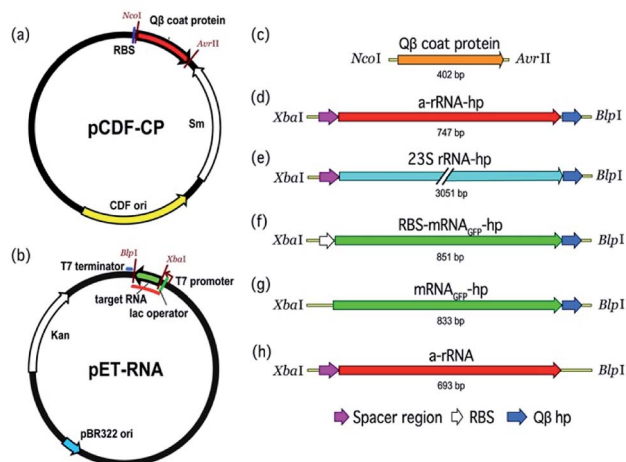 (a)
NcoI
Qβ coat protein
RBS
AvrII
pCDF-CP
Sm
CDF ori
(b)
BlpI
XbaI
T7 terminator
T7 promoter
target RNA
lac operator
Kan
pET-RNA
pBR322 ori
(c)
Qβ coat protein
NcoI
AvrII
402 bp
(d)
a-rRNA-hp
XbaI
BlpI
747 bp
(e)
23S rRNA-hp
XbaI
BlpI
3051 bp
(f)
RBS-mRNAGFP-hp
XbaI
BlpI
851 bp
(g)
mRNAGFP-hp
XbaI
BlpI
833 bp
(h)
a-rRNA
XbaI
BlpI
693 bp
Spacer region RBS Qβ hp